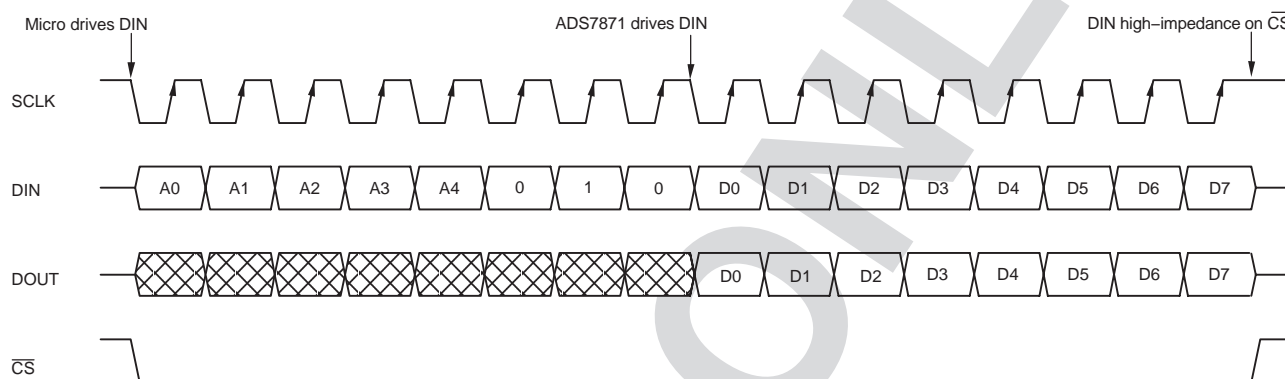 Micro drives DIN
ADS7871 drives DIN
DIN high–impedance on CS
SCLK
DIN A0 A1 A2 A3 A4 0 1 0 D0 D1 D2 D3 D4 D5 D6 D7
DOUT D0 D1 D2 D3 D4 D5 D6 D7
CS
ONL